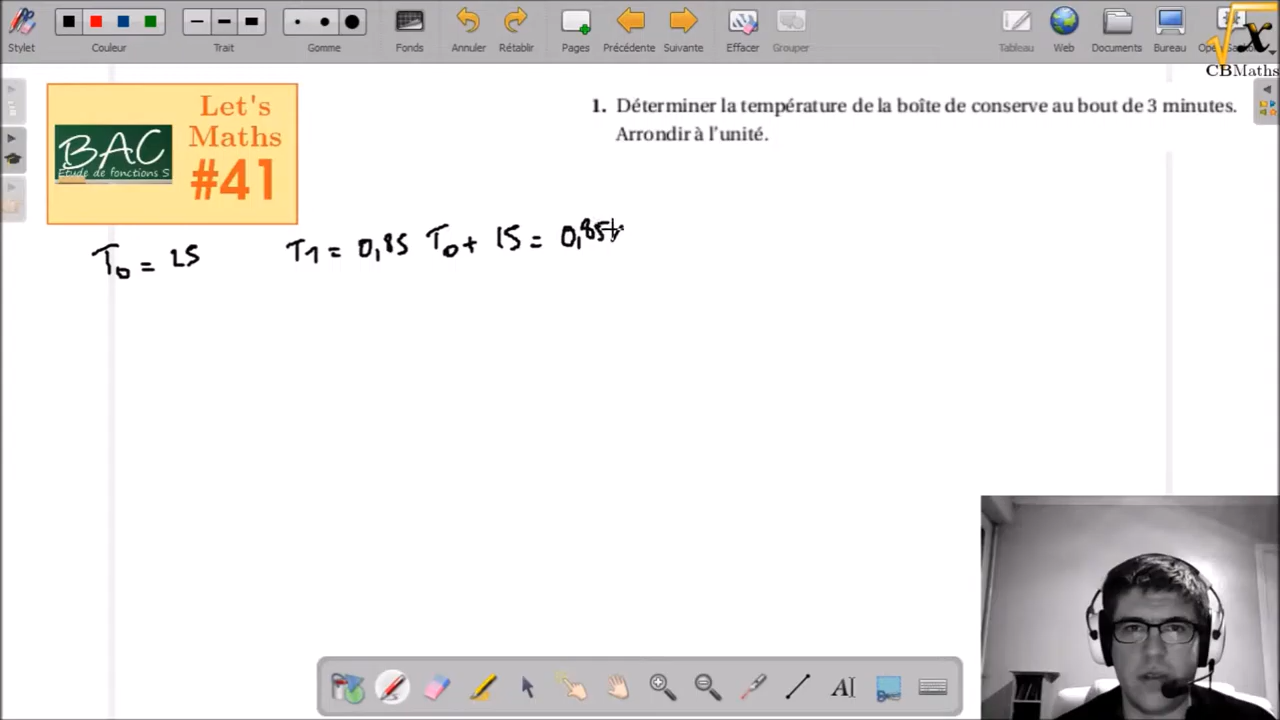 Stylet Couleur Trait Gomme Fonds Annuler Rétablir Pages Précédente Suivante Effacer Grouper Tableau Web Documents Bureau
CBMaths
Let's
Maths
#41
BAC
Etude de fonctions S
1. Déterminer la température de la boîte de conserve au bout de 3 minutes.
Arrondir à l'unité.
T0 = 25 T1 = 0,85 T0 + 15 = 0,85